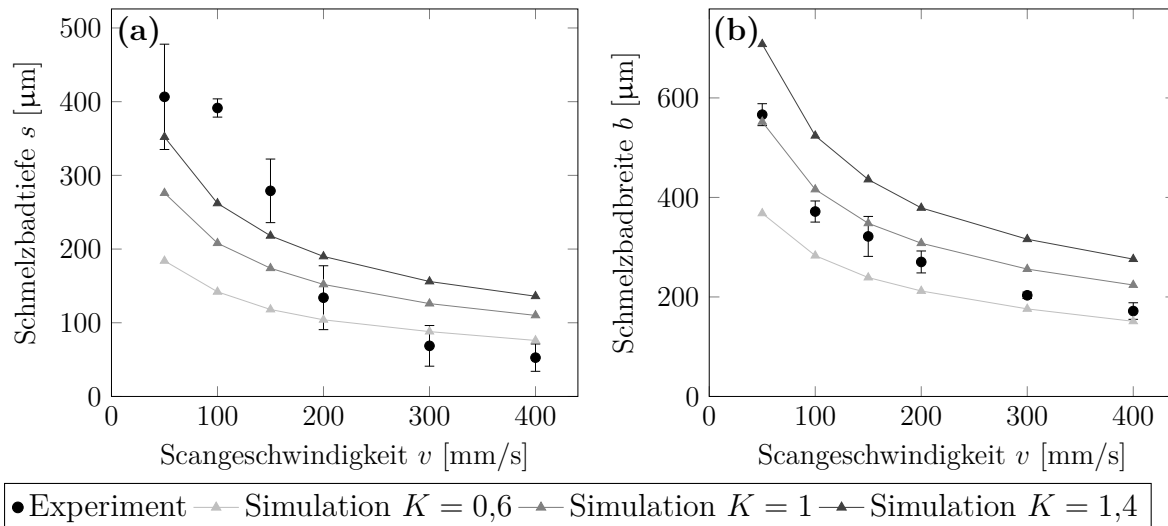 (a)
Schmelzbadtiefe s [µm]
500
400
300
200
100
0
0 100 200 300 400
Scangeschwindigkeit v [mm/s]
(b)
Schmelzbadbreite b [µm]
600
400
200
0
0 100 200 300 400
Scangeschwindigkeit v [mm/s]
Experiment Simulation K = 0,6 Simulation K = 1 Simulation K = 1,4